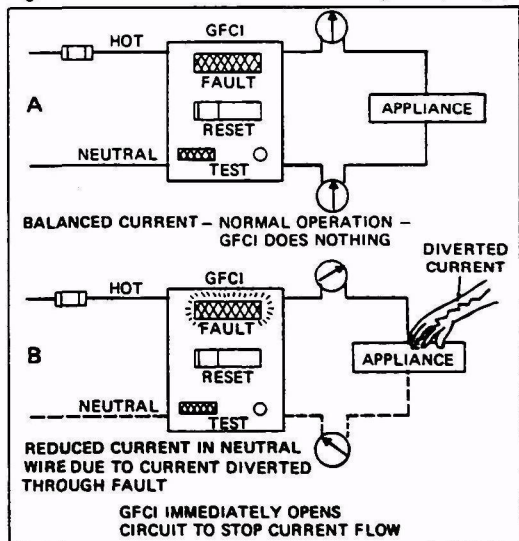 HOT
GFCI
FAULT
A
RESET
APPLIANCE
NEUTRAL
TEST
BALANCED CURRENT – NORMAL OPERATION –
GFCI DOES NOTHING
DIVERTED
CURRENT
HOT
GFCI
FAULT
B
RESET
APPLIANCE
NEUTRAL
TEST
REDUCED CURRENT IN NEUTRAL
WIRE DUE TO CURRENT DIVERTED
THROUGH FAULT
GFCI IMMEDIATELY OPENS
CIRCUIT TO STOP CURRENT FLOW